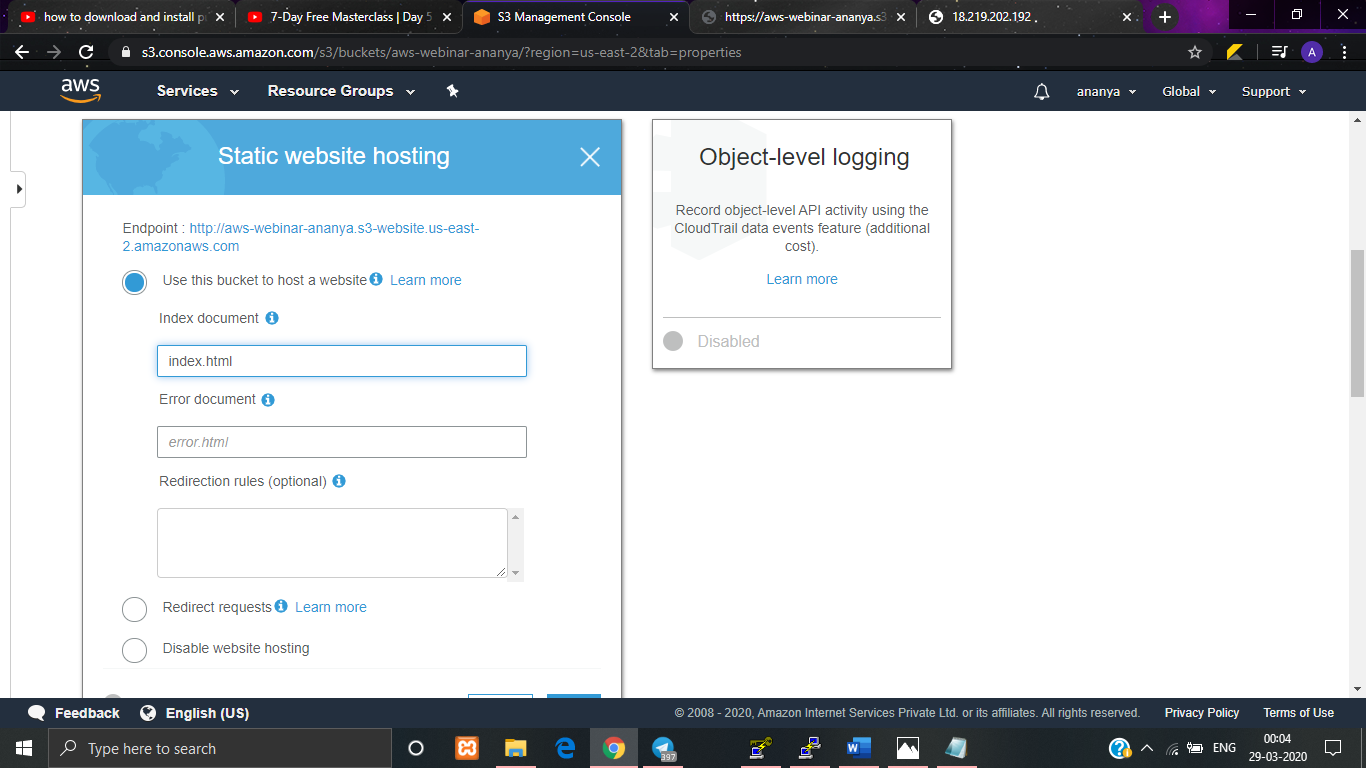 how to download and install p
7-Day Free Masterclass | Day 5
S3 Management Console
https://aws-webinar-ananya.s3
18.219.202.192
s3.console.aws.amazon.com/s3/buckets/aws-webinar-ananya/?region=us-east-2&tab=properties
A
aws
Services
Resource Groups
ananya
Global
Support
Static website hosting
Endpoint : http://aws-webinar-ananya.s3-website.us-east-
2.amazonaws.com
Use this bucket to host a website Learn more
Index document
index.html
Error document
error.html
Redirection rules (optional)
Redirect requests Learn more
Disable website hosting
Object-level logging
Record object-level API activity using the
CloudTrail data events feature (additional
cost).
Learn more
Disabled
Feedback
English (US)
© 2008 - 2020, Amazon Internet Services Private Ltd. or its affiliates. All rights reserved.
Privacy Policy
Terms of Use
Type here to search
397
ENG
00:04
29-03-2020